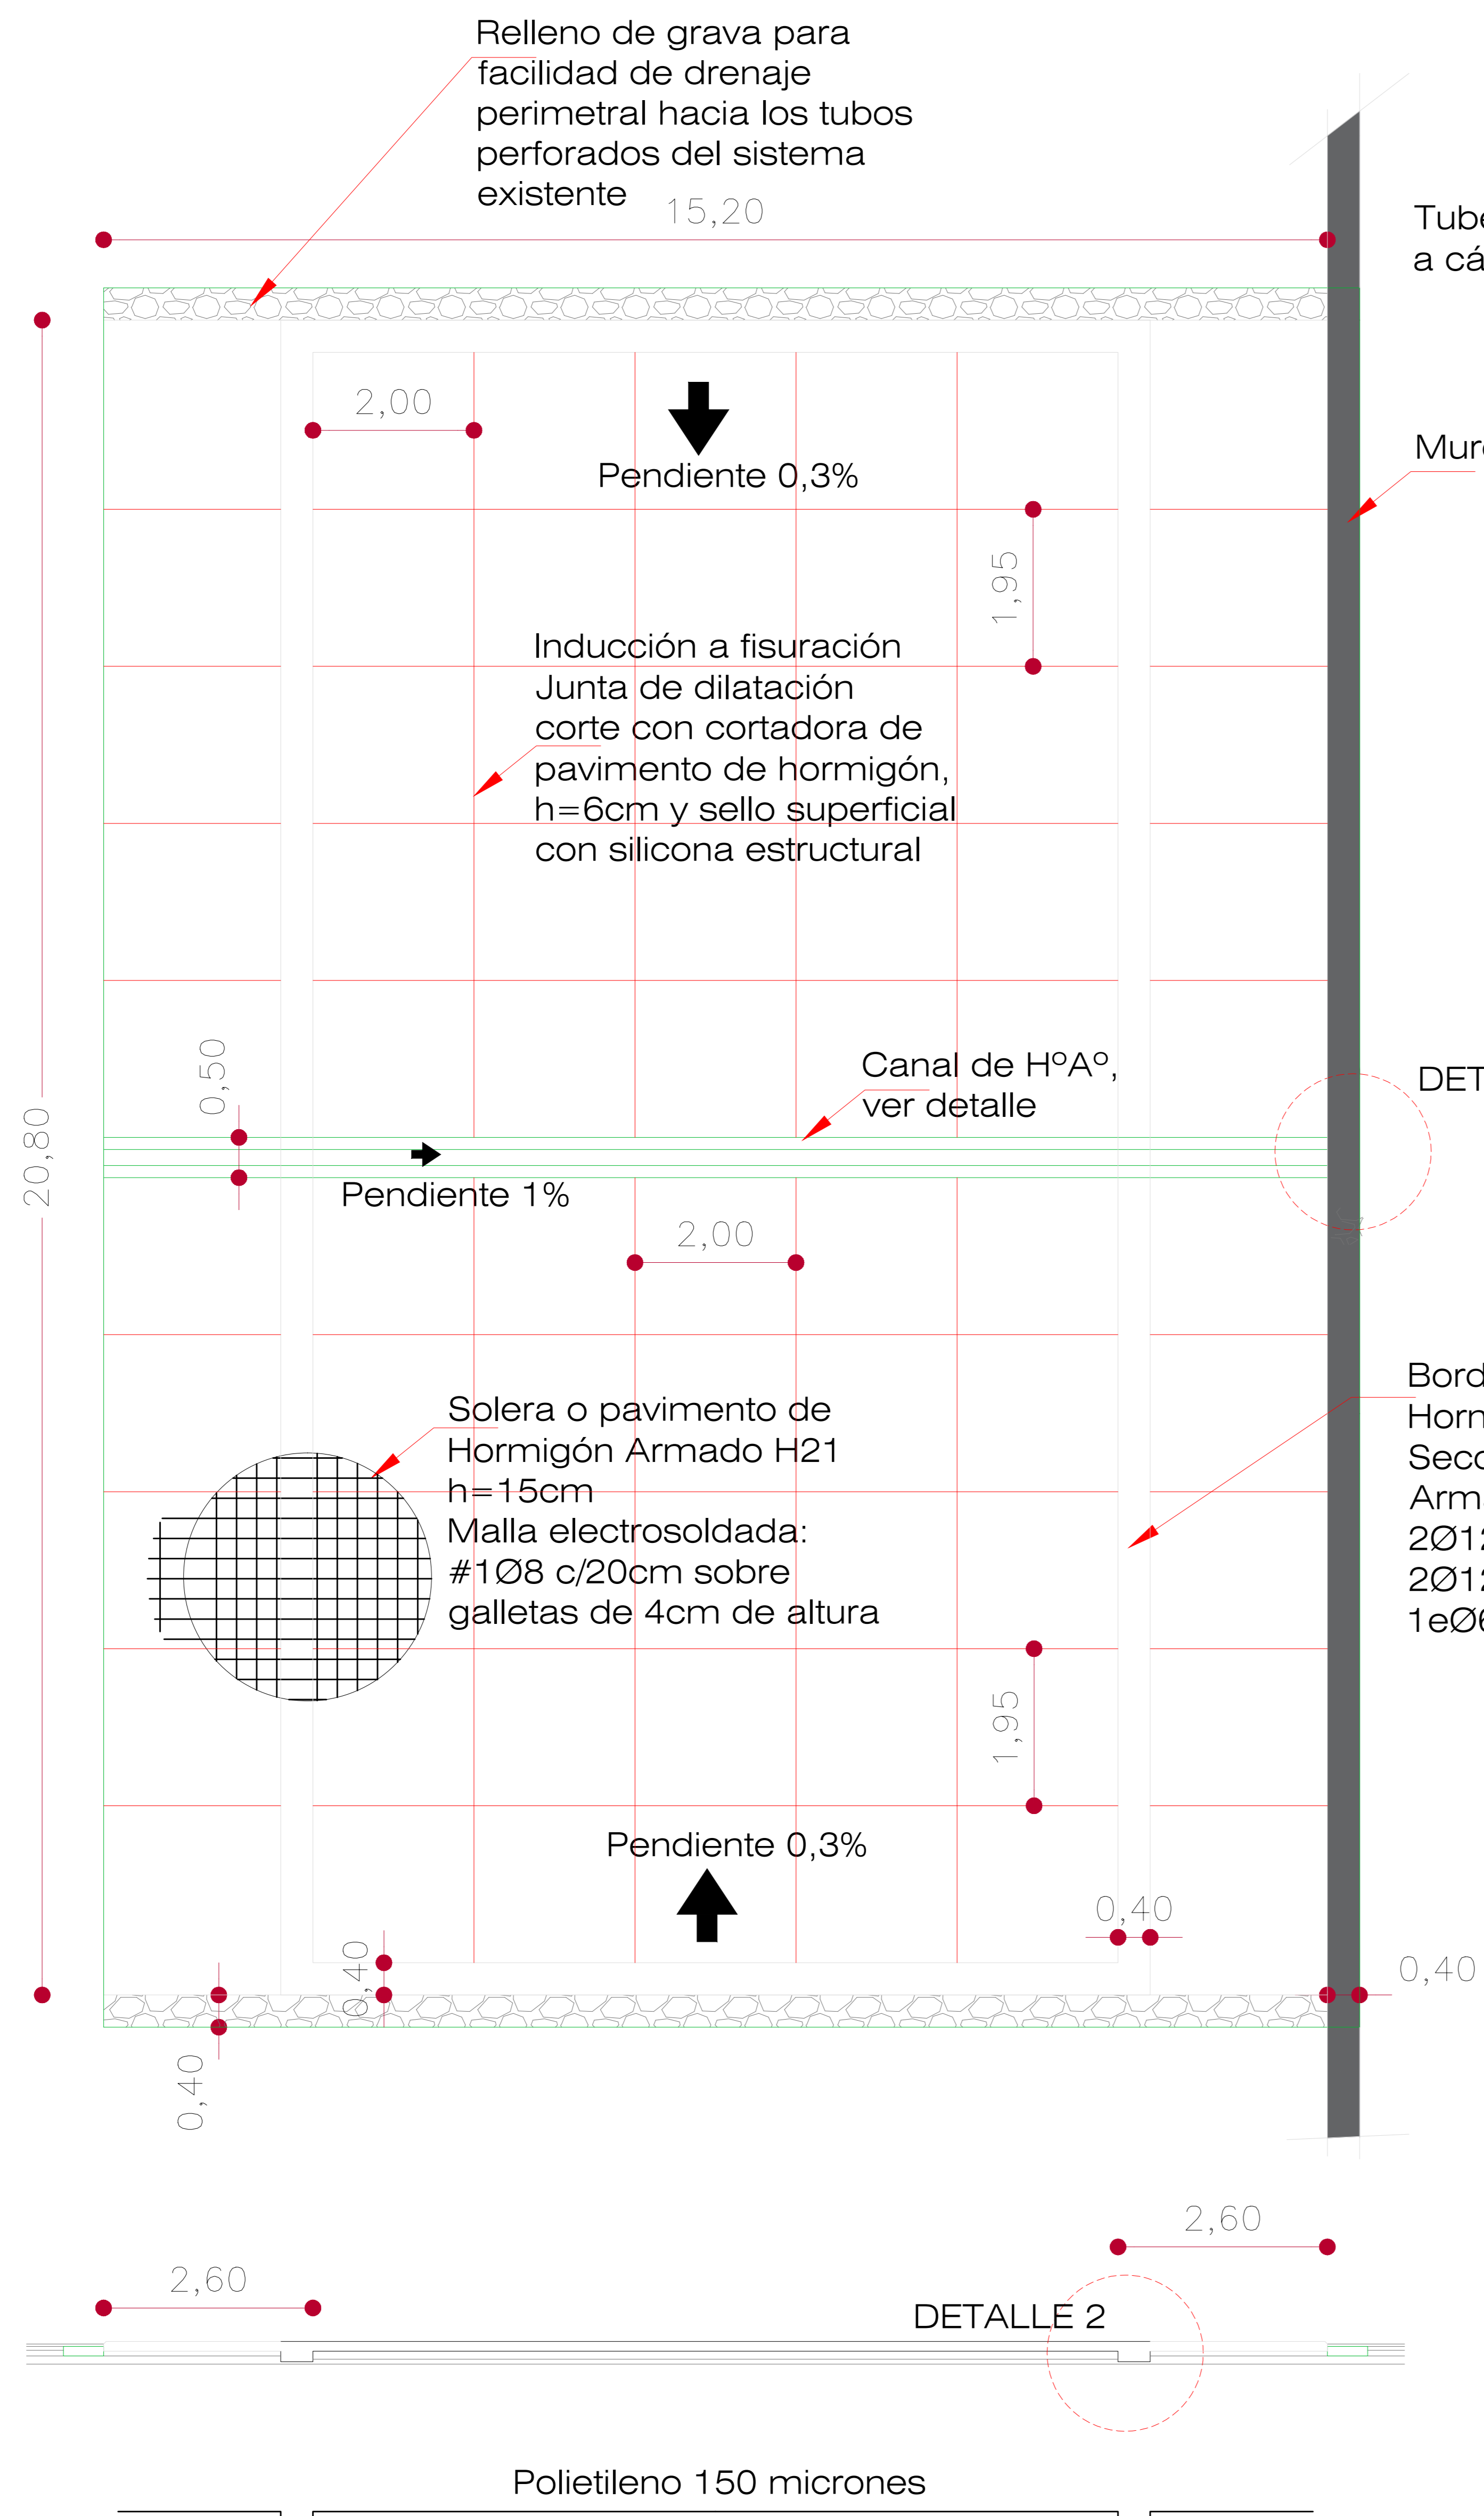 Relleno de grava para
facilidad de drenaje
perimetral hacia los tubos
perforados del sistema
existente
15,20
Tube
a cá
2,00
Pendiente 0,3%
Muro
1,95
Inducción a fisuración
Junta de dilatación
corte con cortadora de
pavimento de hormigón,
h=6cm y sello superficial
con silicona estructural
0,50
Canal de HºAº,
ver detalle
DET
20,80
Pendiente 1%
2,00
Bord
Horm
Secc
Arm
2Ø12
2Ø12
1eØ6
Solera o pavimento de
Hormigón Armado H21
h=15cm
Malla electrosoldada:
#1Ø8 c/20cm sobre
galletas de 4cm de altura
1,95
Pendiente 0,3%
0,40
0,40
0,40
0,40
2,60
2,60
DETALLE 2
Polietileno 150 micrones